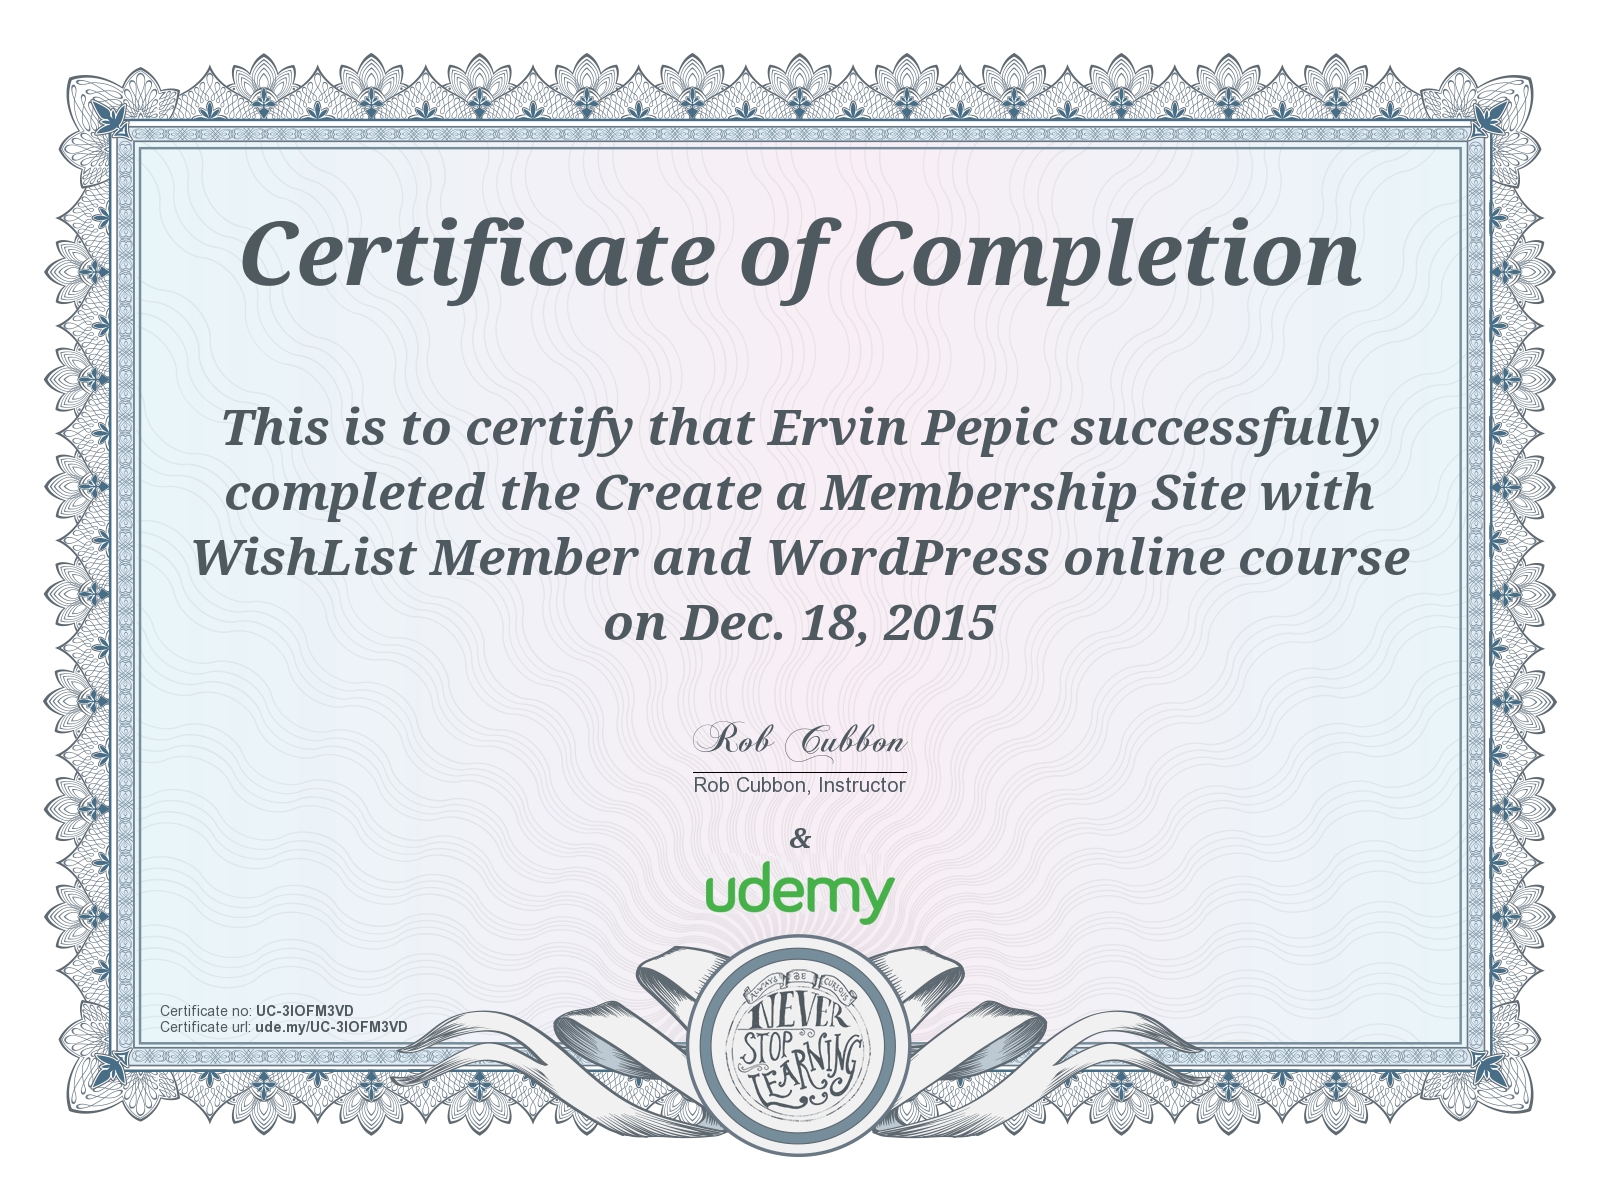 Certificate of Completion
This is to certify that Ervin Pepic successfully
completed the Create a Membership Site with
WishList Member and WordPress online course
on Dec. 18, 2015
Rob Cubbon
Rob Cubbon, Instructor
&
udemy
Certificate no: UC-3IOFM3VD
Certificate url: ude.my/UC-3IOFM3VD
ALWAYS BE CURIOUS
NEVER
STOP
LEARNING